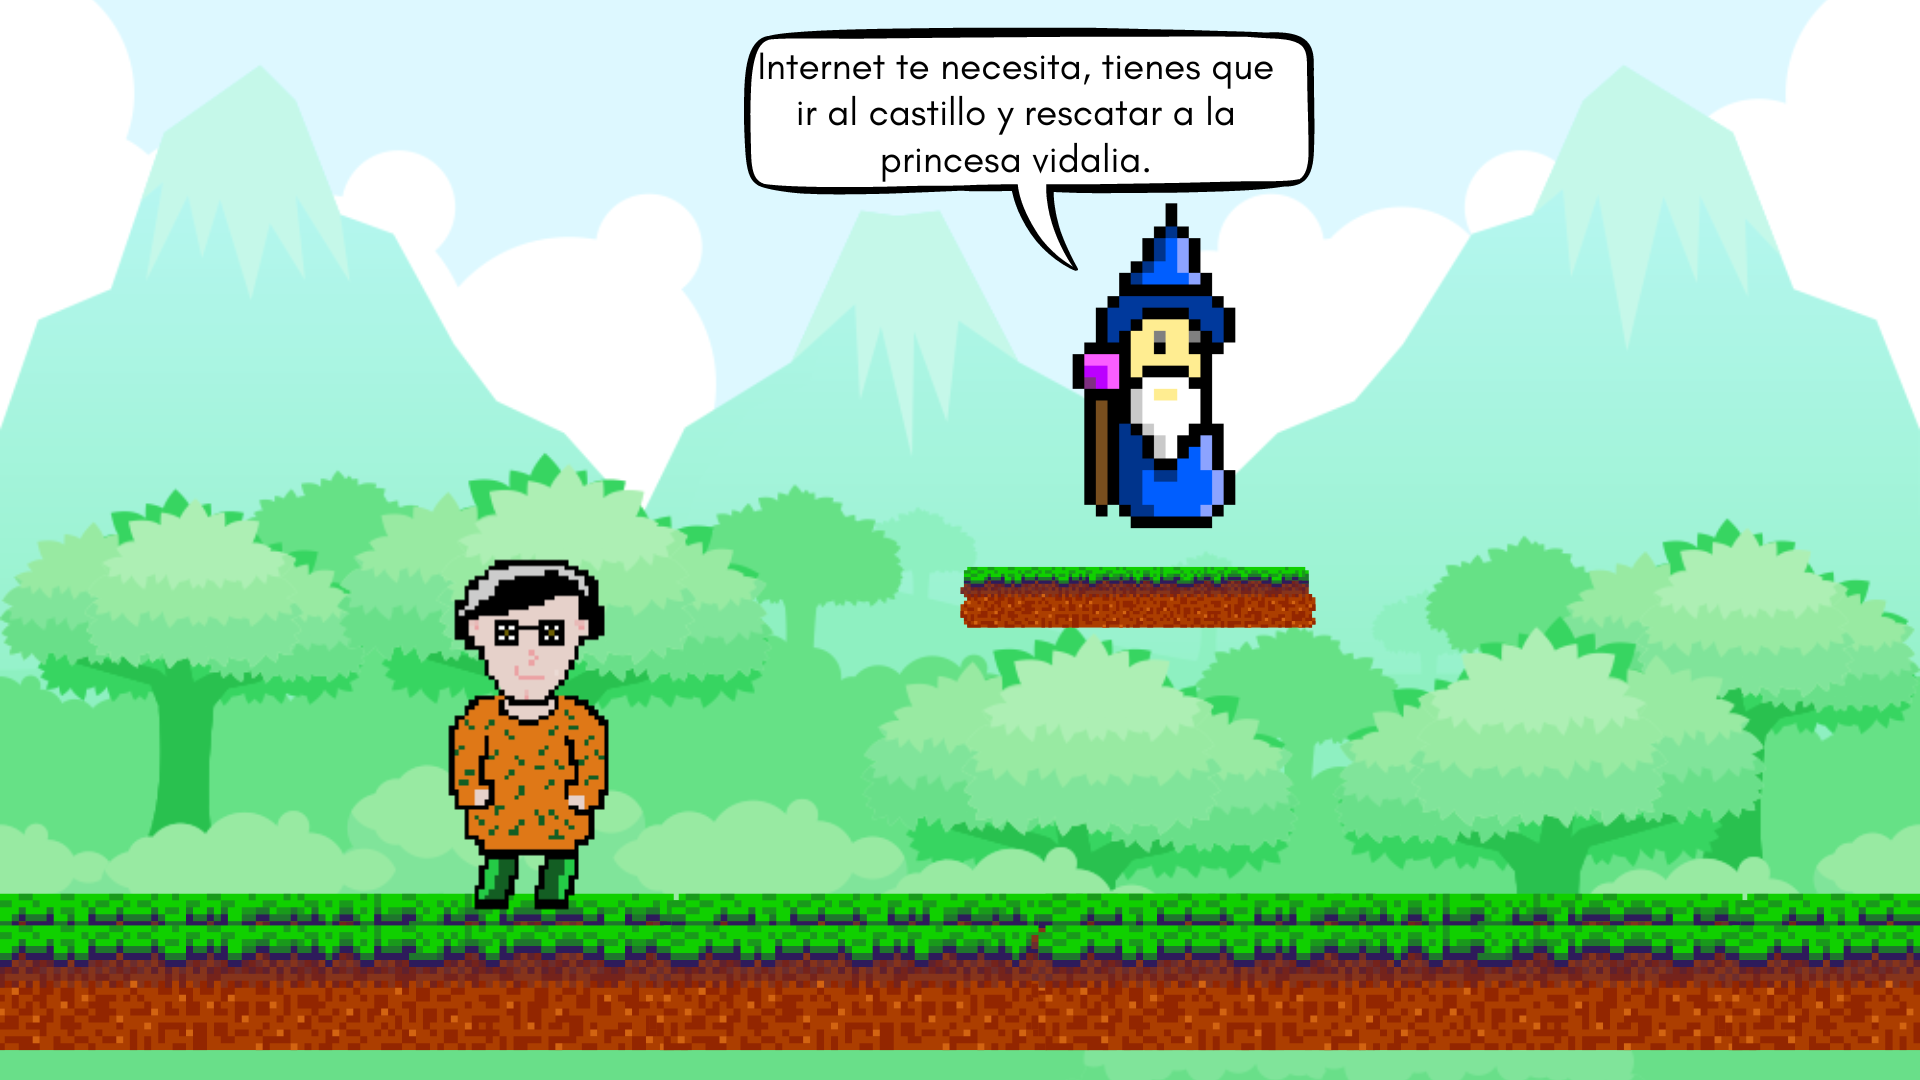 Internet te necesita, tienes que
ir al castillo y rescatar a la
princesa vidalia.